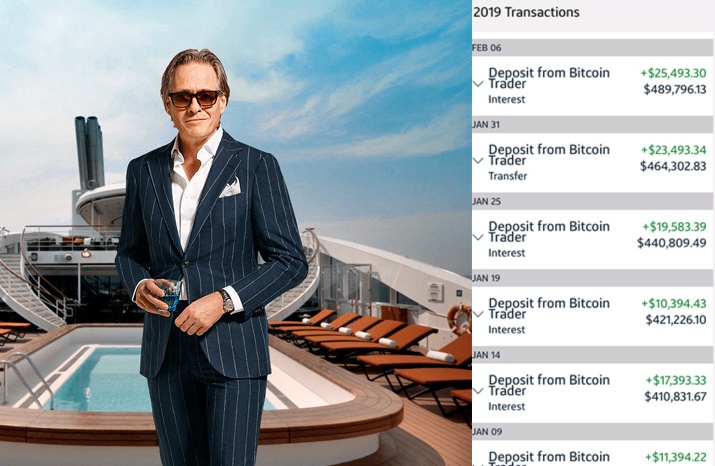 2019 Transactions
FEB 06
Deposit from Bitcoin +$25,493.30
Trader $489,796.13
Interest
JAN 31
Deposit from Bitcoin +$23,493.34
Trader $464,302.83
Transfer
JAN 25
Deposit from Bitcoin +$19,583.39
Trader $440,809.49
Interest
JAN 19
Deposit from Bitcoin +$10,394.43
Trader $421,226.10
Interest
JAN 14
Deposit from Bitcoin +$17,393.33
Trader $410,831.67
Interest
JAN 09
Deposit from Bitcoin +$11,394.22
Trader